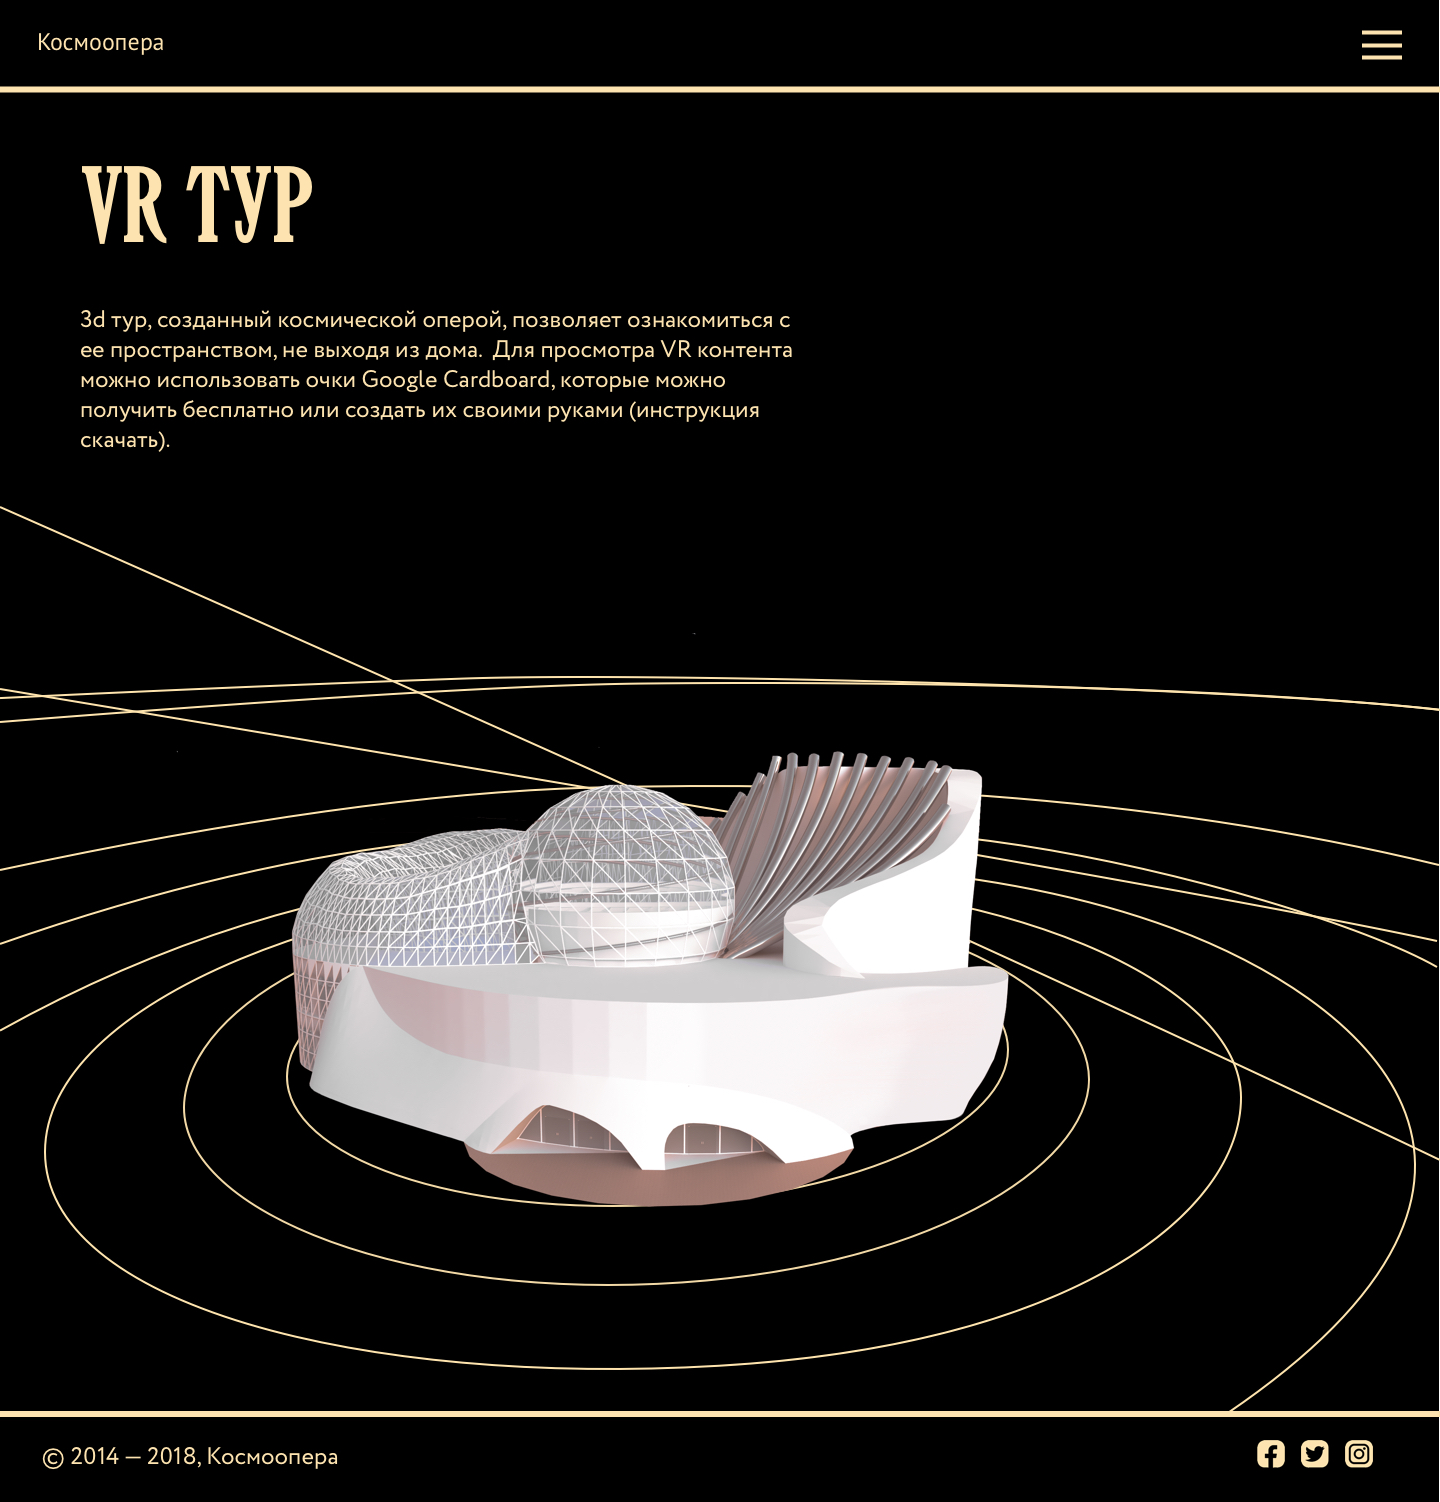 Космоопера
VR ТУР
3d тур, созданный космической оперой, позволяет ознакомиться с
ее пространством, не выходя из дома.  Для просмотра VR контента
можно использовать очки Google Cardboard, которые можно
получить бесплатно или создать их своими руками (инструкция
скачать).
© 2014 — 2018, Космоопера